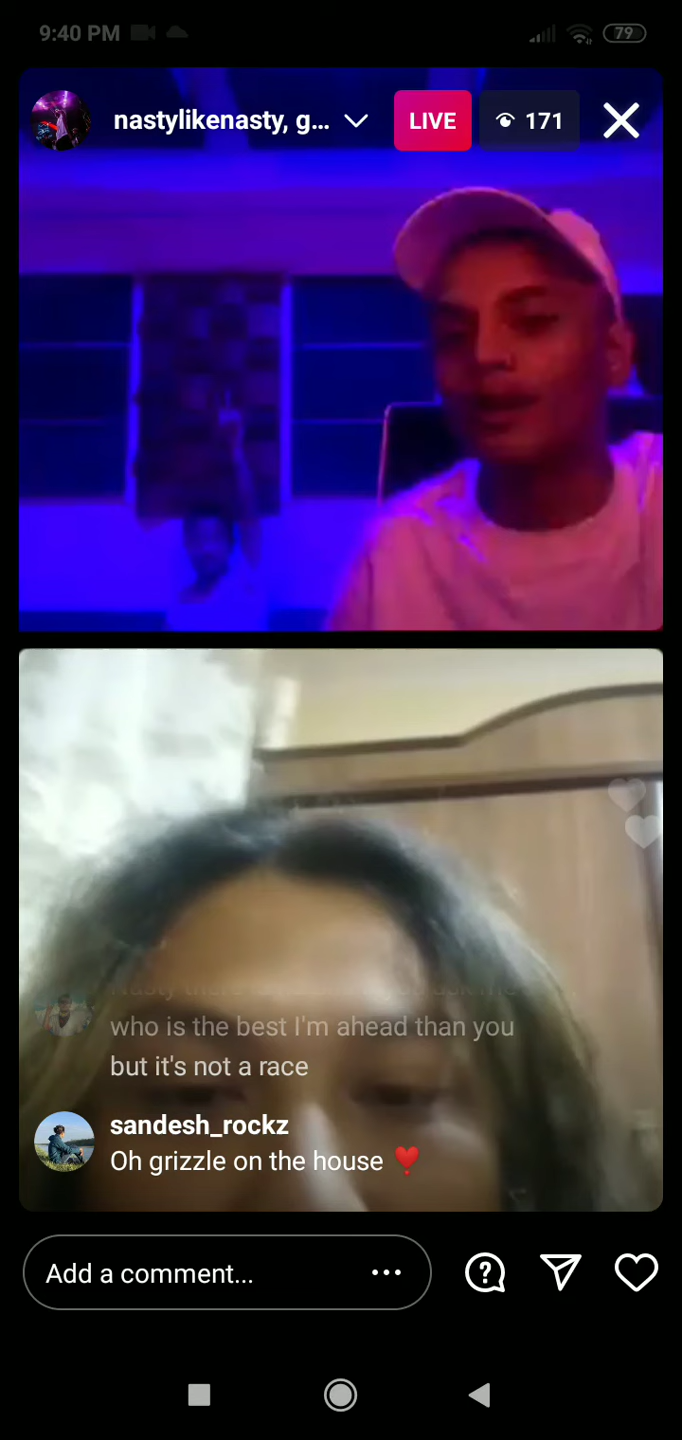 9:40 PM
79
nastylikenasty, g...
LIVE
171
who is the best I'm ahead than you
but it's not a race
sandesh_rockz
Oh grizzle on the house ❣️
Add a comment...